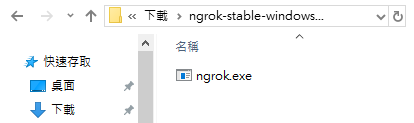 « 下載 › ngrok-stable-windows...
快速存取
桌面
下載
名稱
ngrok.exe